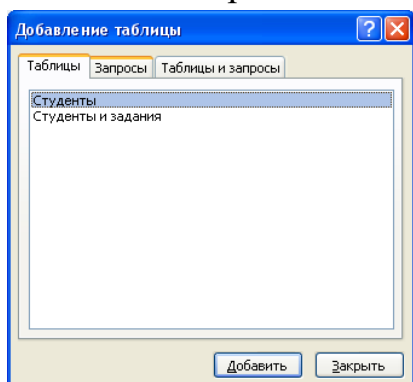 Добавление таблицы
Таблицы Запросы Таблицы и запросы
Студенты
Студенты и задания
Добавить Закрыть